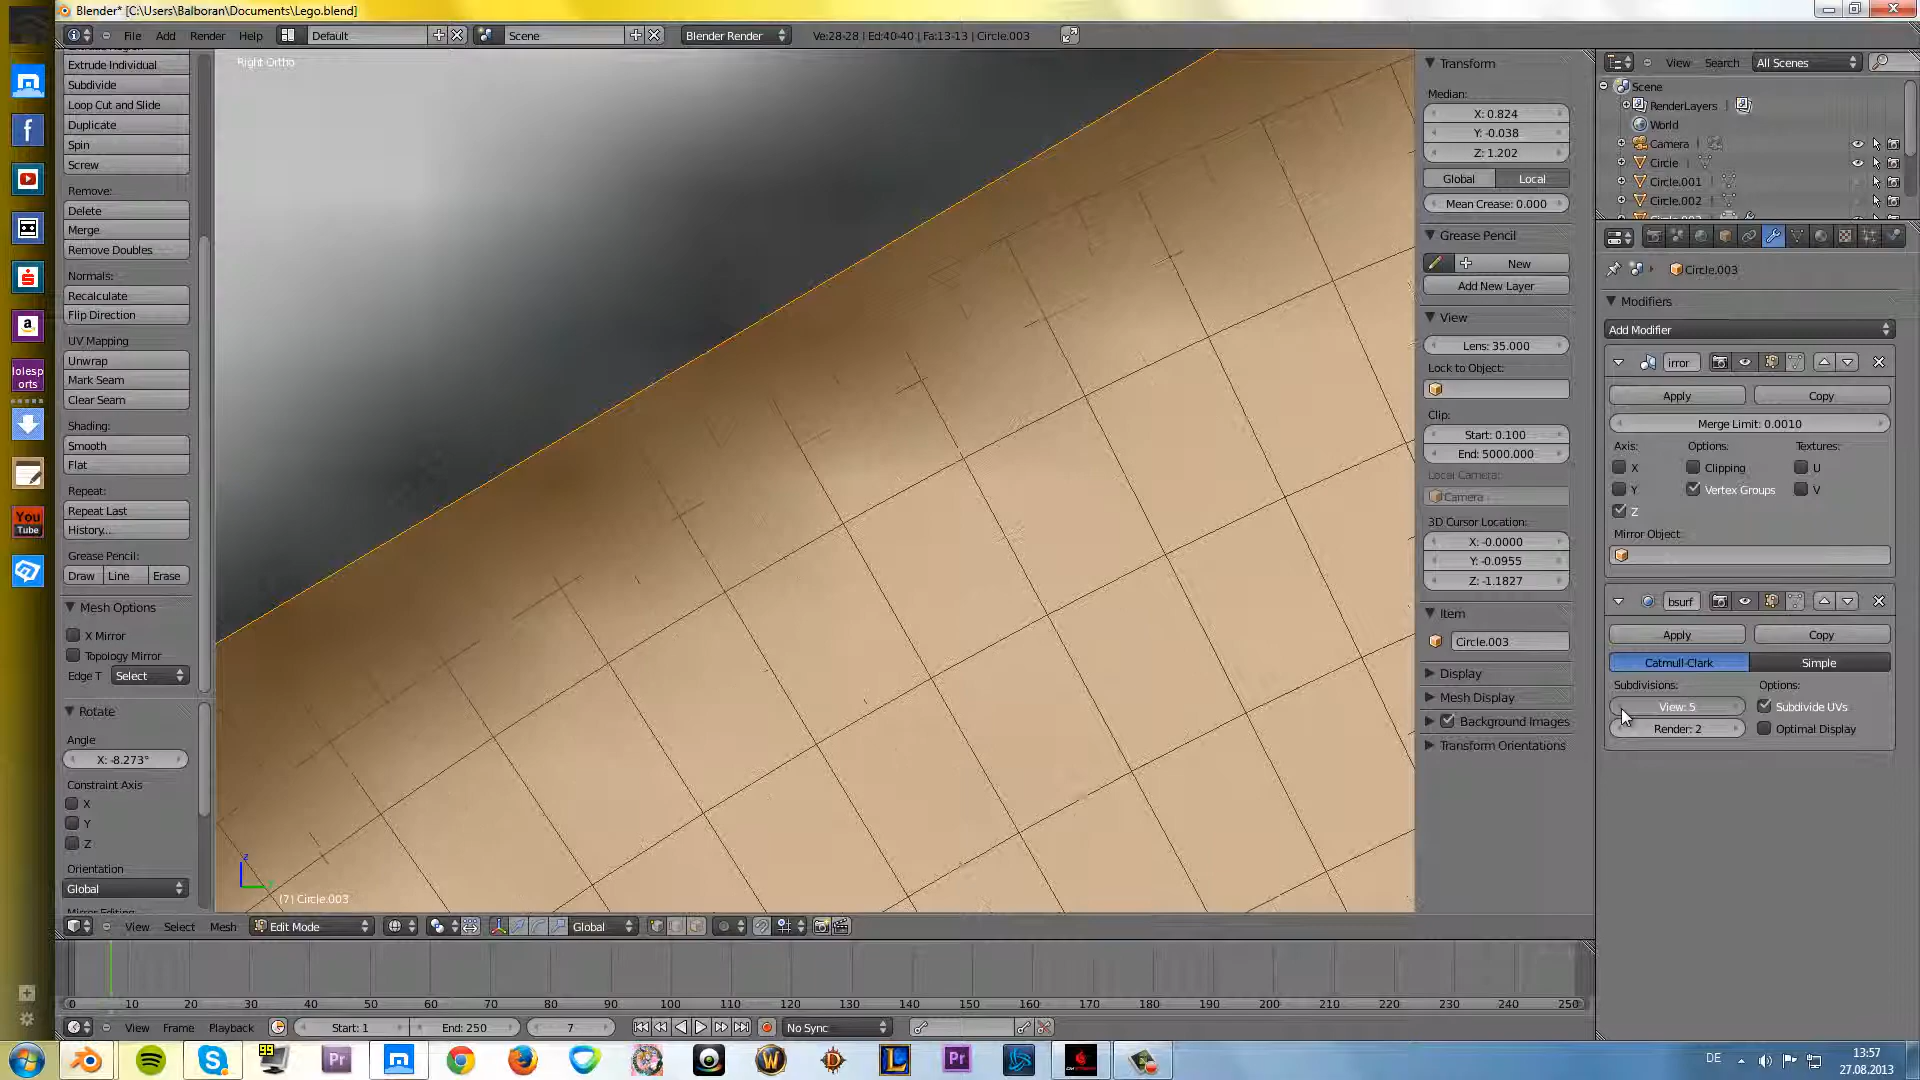 Blender* [C:\Users\Balboran\Documents\Lego.blend]
File Add Render Help Default Scene Blender Render Ve:28-28 | Ed:40-40 | Fa:13-13 | Circle.003
Extrude Individual
Subdivide
Loop Cut and Slide
Duplicate
Spin
Screw
Remove:
Delete
Merge
Remove Doubles
Normals:
Recalculate
Flip Direction
UV Mapping
Unwrap
Mark Seam
Clear Seam
Shading:
Smooth
Flat
Repeat:
Repeat Last
History...
Grease Pencil:
Draw Line Erase
Mesh Options
X Mirror
Topology Mirror
Edge T Select
Rotate
Angle
X: -8.273°
Constraint Axis
X
Y
Z
Orientation
Global
lolesp
orts
You
Tube
Right Ortho
z
(7) Circle.003
Transform
Median:
X: 0.824
Y: -0.038
Z: 1.202
Global Local
Mean Crease: 0.000
Grease Pencil
New
Add New Layer
View
Lens: 35.000
Lock to Object:
Clip:
Start: 0.100
End: 5000.000
Local Camera:
Camera
3D Cursor Location:
X: -0.0000
Y: -0.0955
Z: -1.1827
Item
Circle.003
Display
Mesh Display
Background Images
Transform Orientations
View Search All Scenes
Scene
RenderLayers
World
Camera
Circle
Circle.001
Circle.002
Circle.003
Modifiers
Add Modifier
irror
Apply Copy
Merge Limit: 0.0010
Axis: Options: Textures:
X Clipping U
Y Vertex Groups V
Z
Mirror Object:
bsurf
Apply Copy
Catmull-Clark Simple
Subdivisions: Options:
View: 5 Subdivide UVs
Render: 2 Optimal Display
View Select Mesh Edit Mode Global
0 10 20 30 40 50 60 70 80 90 100 110 120 130 140 150 160 170 180 190 200 210 220 230 240 250
View Frame Playback Start: 1 End: 250 7 No Sync
99
Pr
W
L
Pr
DE
13:57
27.08.2013